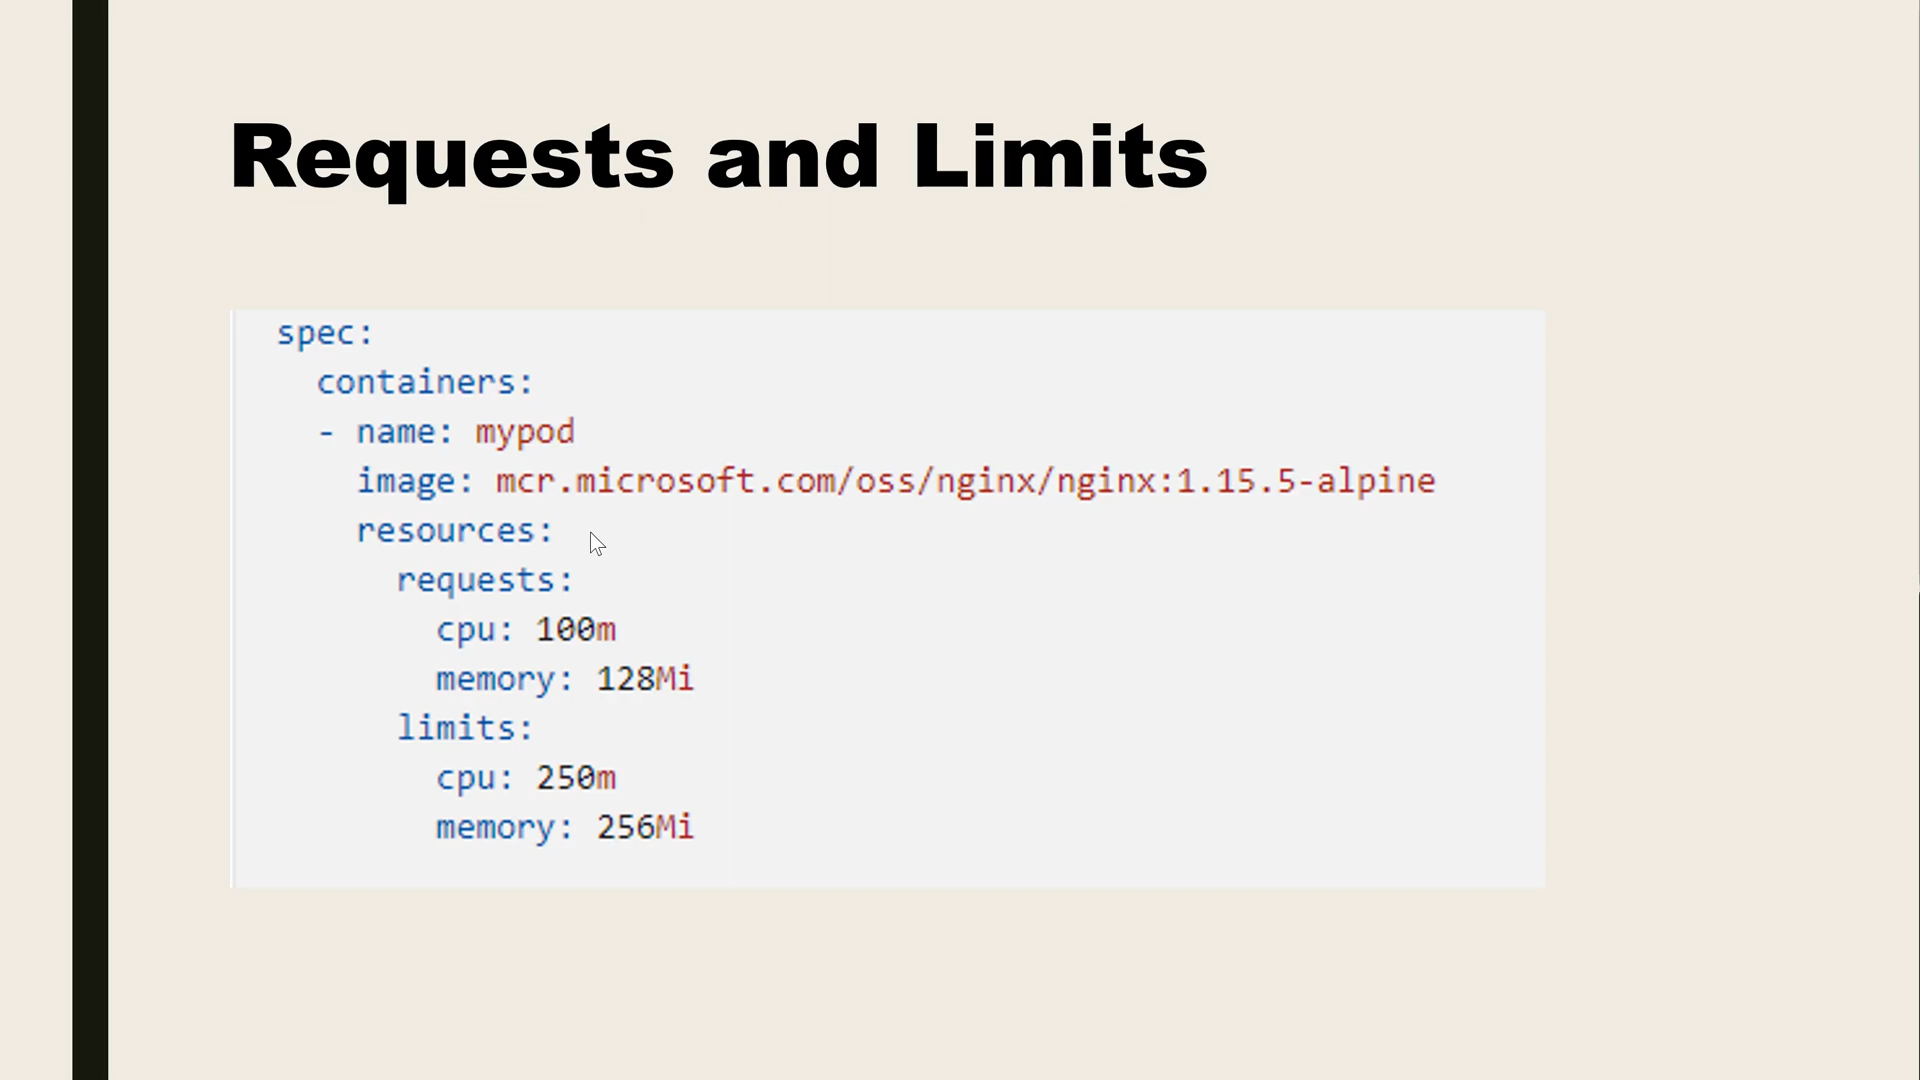 Requests and Limits
spec:
containers:
- name: mypod
image: mcr.microsoft.com/oss/nginx/nginx:1.15.5-alpine
resources:
requests:
cpu: 100m
memory: 128Mi
limits:
cpu: 250m
memory: 256Mi